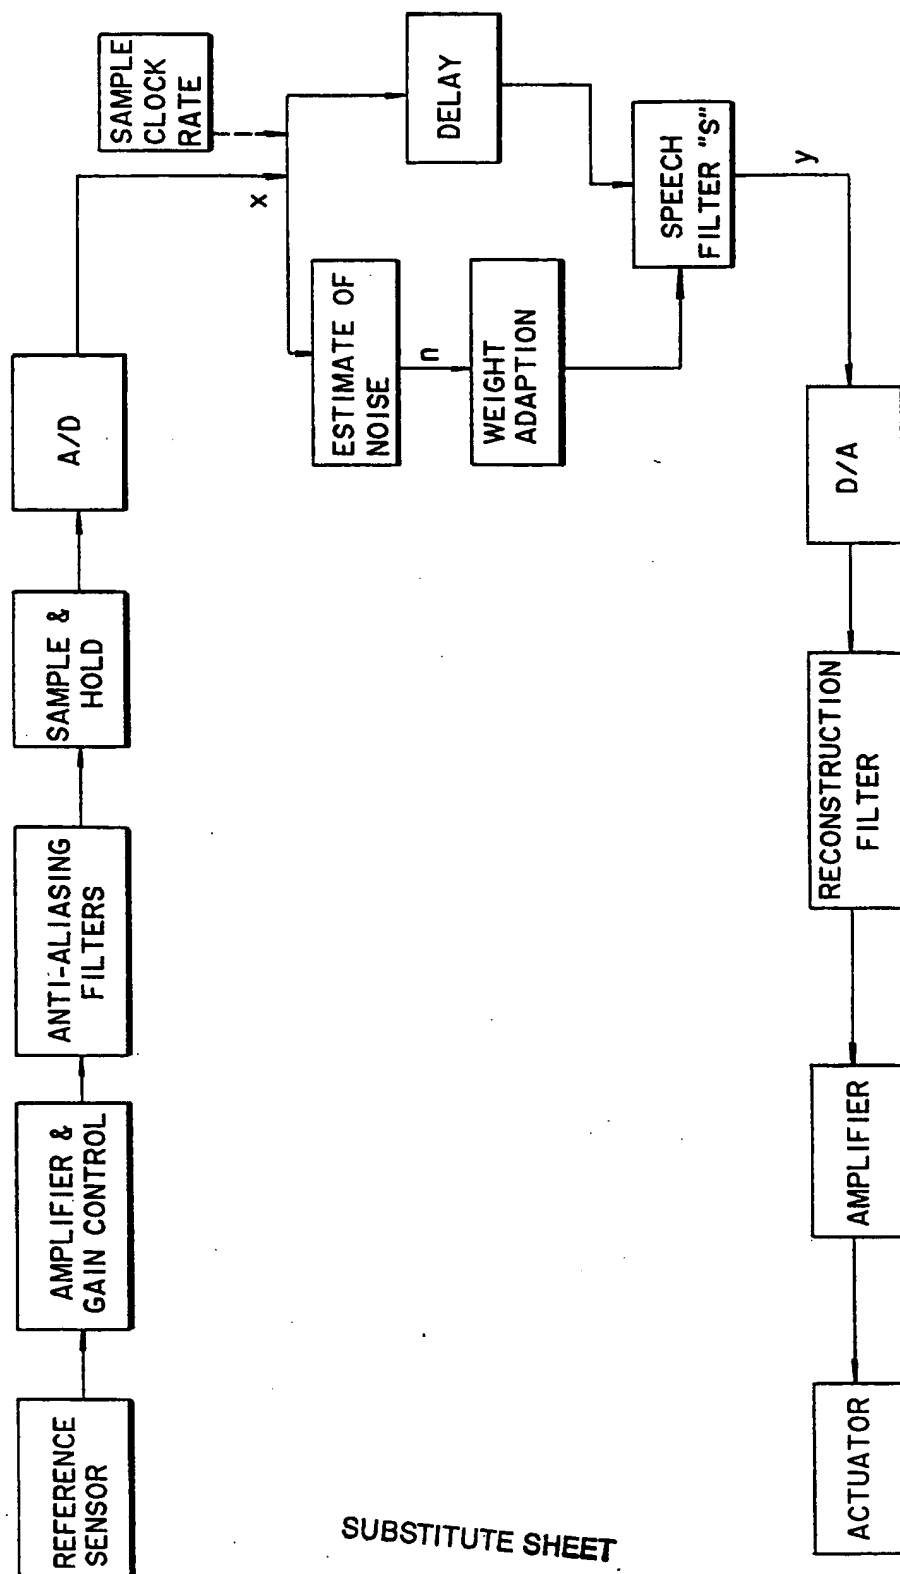 REFERENCE
SENSOR
AMPLIFIER &
GAIN CONTROL
ANTI-ALIASING
FILTERS
SAMPLE &
HOLD
A/D
SAMPLE
CLOCK
RATE
x
ESTIMATE OF
NOISE
n
WEIGHT
ADAPTION
DELAY
SPEECH
FILTER "S"
y
D/A
RECONSTRUCTION
FILTER
AMPLIFIER
ACTUATOR
SUBSTITUTE SHEET